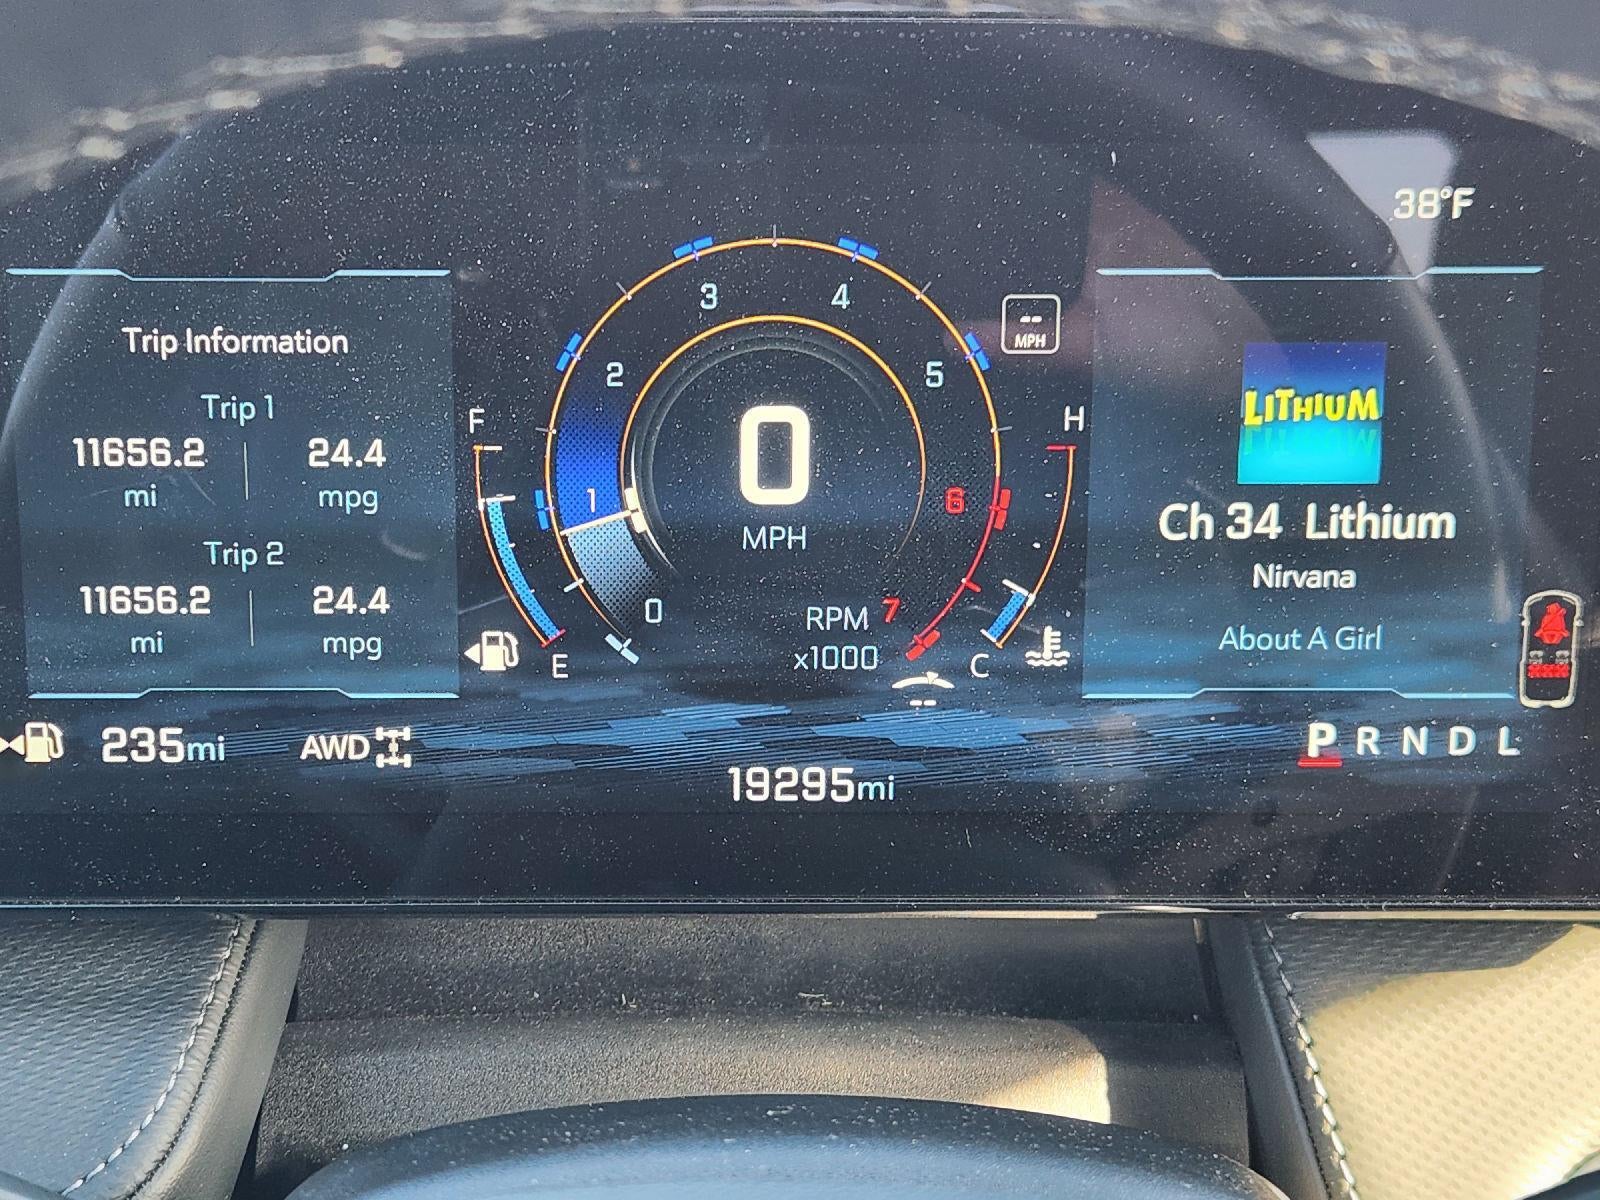 38°F
Trip Information
Trip 1
11656.2 24.4
mi mpg
Trip 2
11656.2 24.4
mi mpg
235mi AWD
F
E
0
1
2
3
4
5
6
7
0
MPH
RPM
x1000
--
MPH
H
C
--
19295mi
LITHIUM
Ch 34 Lithium
Nirvana
About A Girl
P R N D L